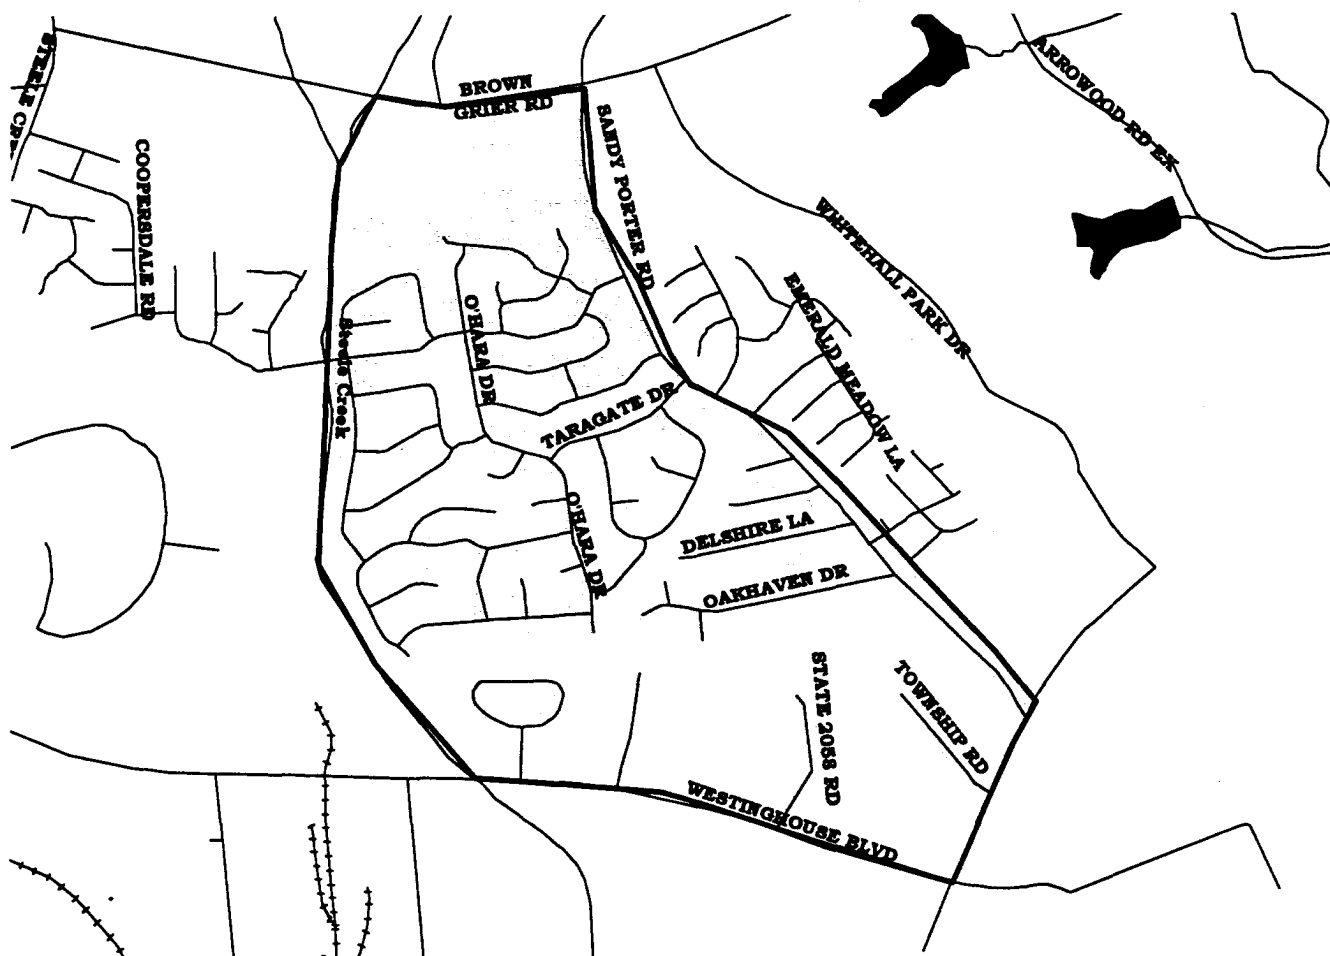 BROWN
GRIER RD
ARROWOOD RD EX
STEELE
SANDY PORTER RD
COOPERSDALE RD
WHITEHALL PARK DR
EMERALD MEADOW LA
O'HARA DR
Steele Creek
TARAGATE DR
O'HARA DR
DELSHIRE LA
OAKHAVEN DR
STATE 2058 RD
TOWNSHIP RD
WESTINGHOUSE BLVD